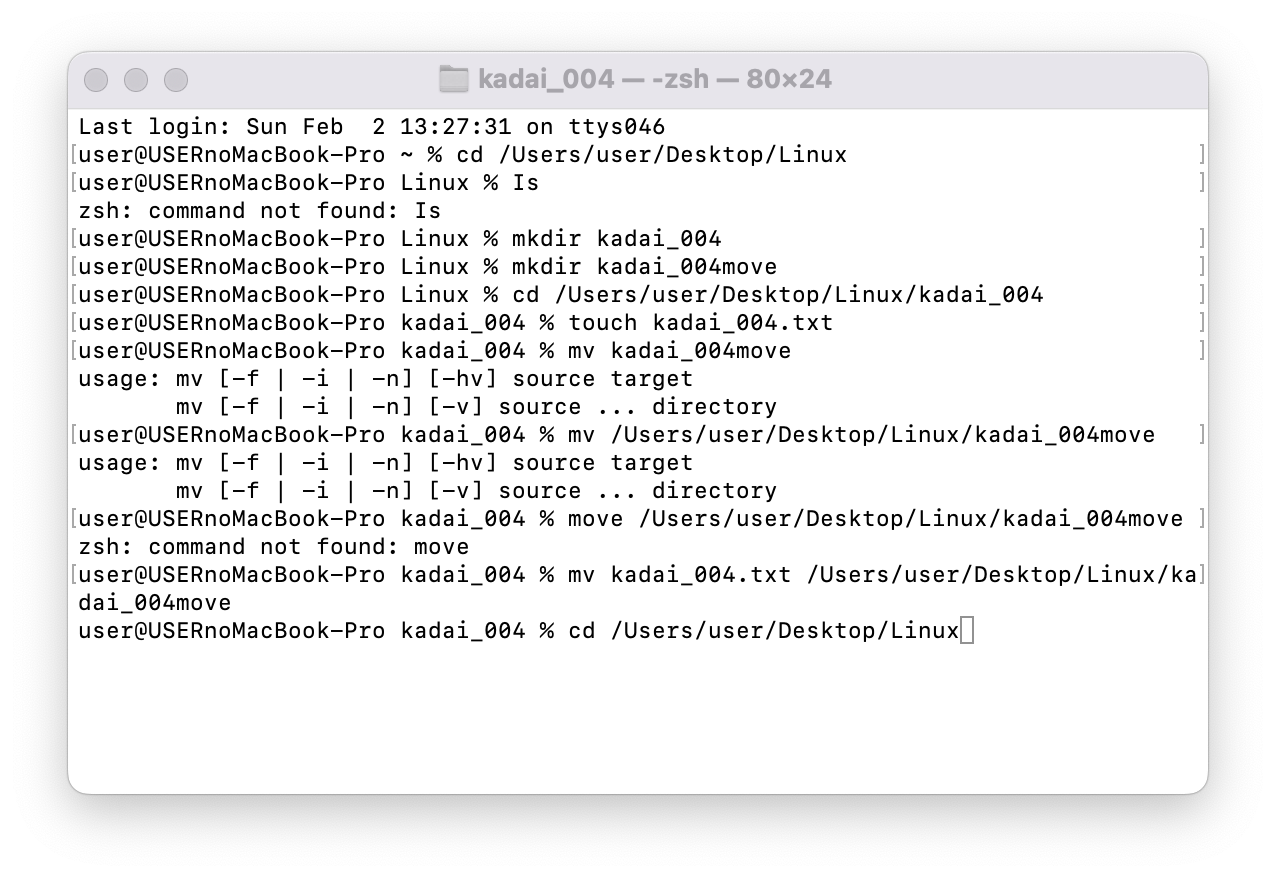 kadai_004 — -zsh — 80×24
Last login: Sun Feb  2 13:27:31 on ttys046
[user@USERnoMacBook-Pro ~ % cd /Users/user/Desktop/Linux ]
[user@USERnoMacBook-Pro Linux % Is ]
zsh: command not found: Is
[user@USERnoMacBook-Pro Linux % mkdir kadai_004 ]
[user@USERnoMacBook-Pro Linux % mkdir kadai_004move ]
[user@USERnoMacBook-Pro Linux % cd /Users/user/Desktop/Linux/kadai_004 ]
[user@USERnoMacBook-Pro kadai_004 % touch kadai_004.txt ]
[user@USERnoMacBook-Pro kadai_004 % mv kadai_004move ]
usage: mv [-f | -i | -n] [-hv] source target
       mv [-f | -i | -n] [-v] source ... directory
[user@USERnoMacBook-Pro kadai_004 % mv /Users/user/Desktop/Linux/kadai_004move ]
usage: mv [-f | -i | -n] [-hv] source target
       mv [-f | -i | -n] [-v] source ... directory
[user@USERnoMacBook-Pro kadai_004 % move /Users/user/Desktop/Linux/kadai_004move ]
zsh: command not found: move
[user@USERnoMacBook-Pro kadai_004 % mv kadai_004.txt /Users/user/Desktop/Linux/ka]
dai_004move
user@USERnoMacBook-Pro kadai_004 % cd /Users/user/Desktop/Linux